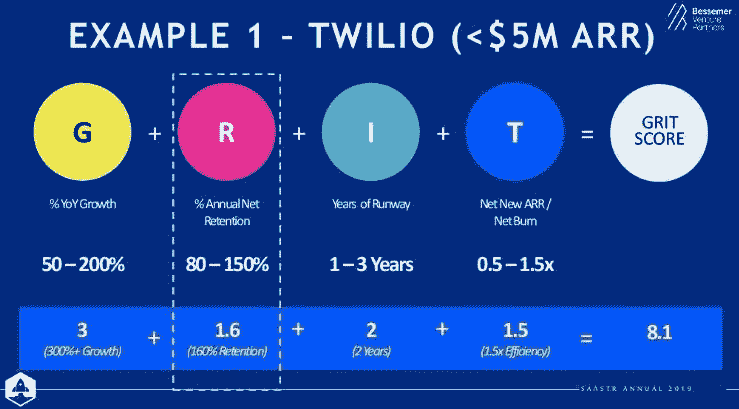 Bessemer
Venture
Partners
EXAMPLE 1 – TWILIO (<$5M ARR)
G + R + I + T = GRIT
SCORE
% YoY Growth
% Annual Net
Retention
Years of Runway
Net New ARR /
Net Burn
50 – 200%
80 – 150%
1 – 3 Years
0.5 – 1.5x
3 + 1.6 + 2 + 1.5 = 8.1
(300%+ Growth)
(160% Retention)
(2 Years)
(1.5x Efficiency)
SAASTR ANNUAL 2019